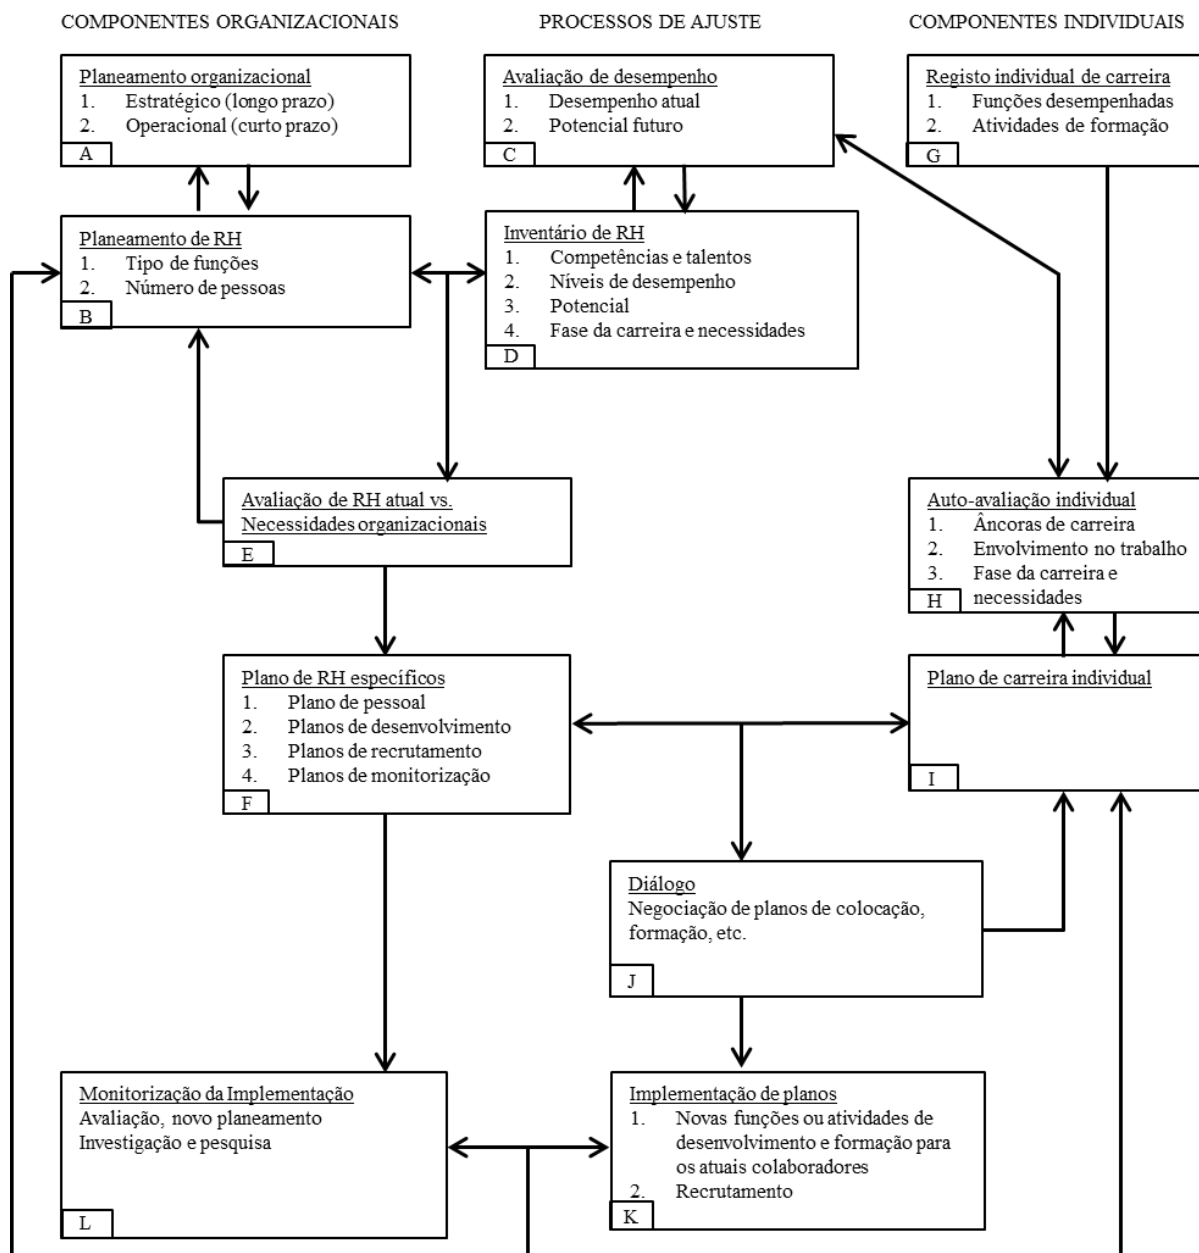 COMPONENTES ORGANIZACIONAIS
PROCESSOS DE AJUSTE
COMPONENTES INDIVIDUAIS
Planeamento organizacional
1. Estratégico (longo prazo)
2. Operacional (curto prazo)
A
Avaliação de desempenho
1. Desempenho atual
2. Potencial futuro
C
Registo individual de carreira
1. Funções desempenhadas
2. Atividades de formação
G
Planeamento de RH
1. Tipo de funções
2. Número de pessoas
B
Inventário de RH
1. Competências e talentos
2. Níveis de desempenho
3. Potencial
4. Fase da carreira e necessidades
D
Avaliação de RH atual vs.
Necessidades organizacionais
E
Auto-avaliação individual
1. Âncoras de carreira
2. Envolvimento no trabalho
3. Fase da carreira e
necessidades
H
Plano de RH específicos
1. Plano de pessoal
2. Planos de desenvolvimento
3. Planos de recrutamento
4. Planos de monitorização
F
Plano de carreira individual
I
Diálogo
Negociação de planos de colocação,
formação, etc.
J
Monitorização da Implementação
Avaliação, novo planeamento
Investigação e pesquisa
L
Implementação de planos
1. Novas funções ou atividades de
desenvolvimento e formação para
os atuais colaboradores
2. Recrutamento
K